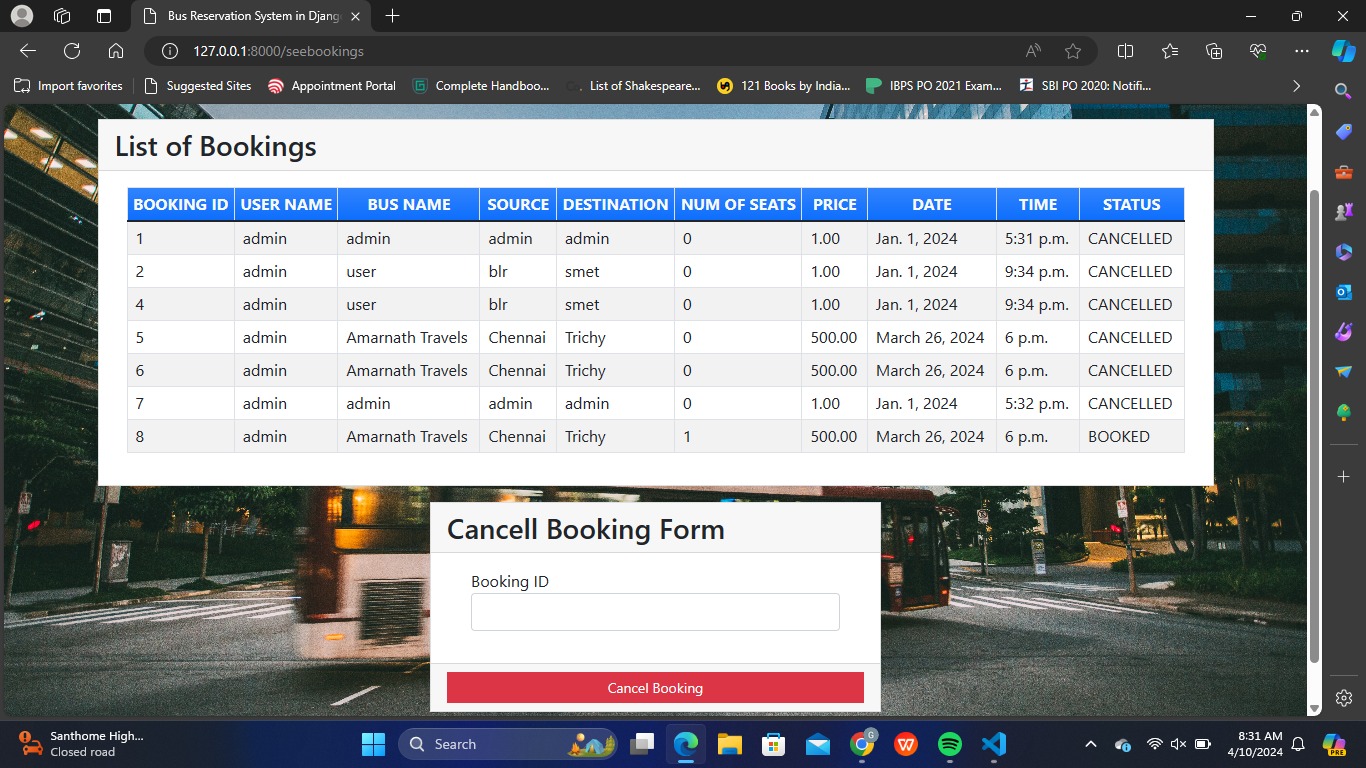 Bus Reservation System in Djang
127.0.0.1:8000/seebookings
Import favorites Suggested Sites Appointment Portal Complete Handboo... List of Shakespeare... 121 Books by India... IBPS PO 2021 Exam... SBI PO 2020: Notifi...
List of Bookings
BOOKING ID USER NAME BUS NAME SOURCE DESTINATION NUM OF SEATS PRICE DATE TIME STATUS
1 admin admin admin admin 0 1.00 Jan. 1, 2024 5:31 p.m. CANCELLED
2 admin user blr smet 0 1.00 Jan. 1, 2024 9:34 p.m. CANCELLED
4 admin user blr smet 0 1.00 Jan. 1, 2024 9:34 p.m. CANCELLED
5 admin Amarnath Travels Chennai Trichy 0 500.00 March 26, 2024 6 p.m. CANCELLED
6 admin Amarnath Travels Chennai Trichy 0 500.00 March 26, 2024 6 p.m. CANCELLED
7 admin admin admin admin 0 1.00 Jan. 1, 2024 5:32 p.m. CANCELLED
8 admin Amarnath Travels Chennai Trichy 1 500.00 March 26, 2024 6 p.m. BOOKED
Cancell Booking Form
Booking ID
Cancel Booking
Santhome High...
Closed road
Search
G
W
8:31 AM
4/10/2024
PRE